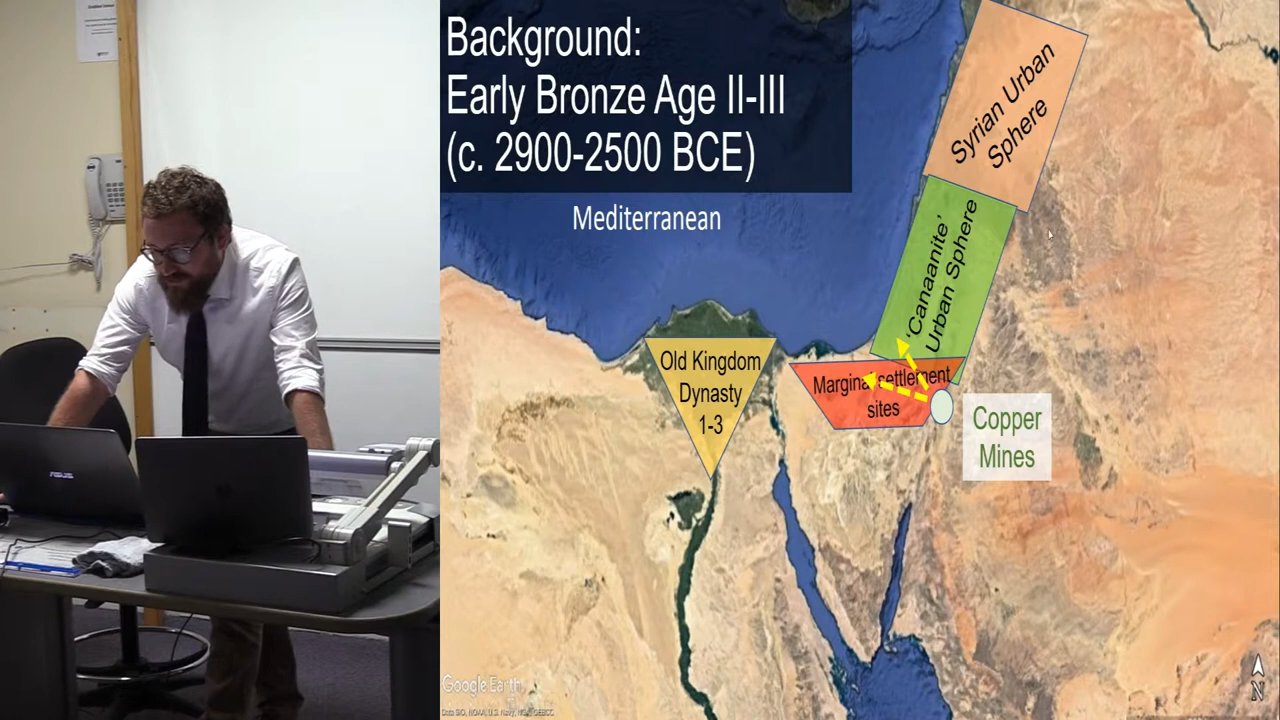 Background:
Early Bronze Age II-III
(c. 2900-2500 BCE)
Mediterranean
Syrian Urban
Sphere
'Canaanite'
Urban Sphere
Old Kingdom
Dynasty
1-3
Marginal settlement
sites
Copper
Mines
ASUS
Google Earth
N